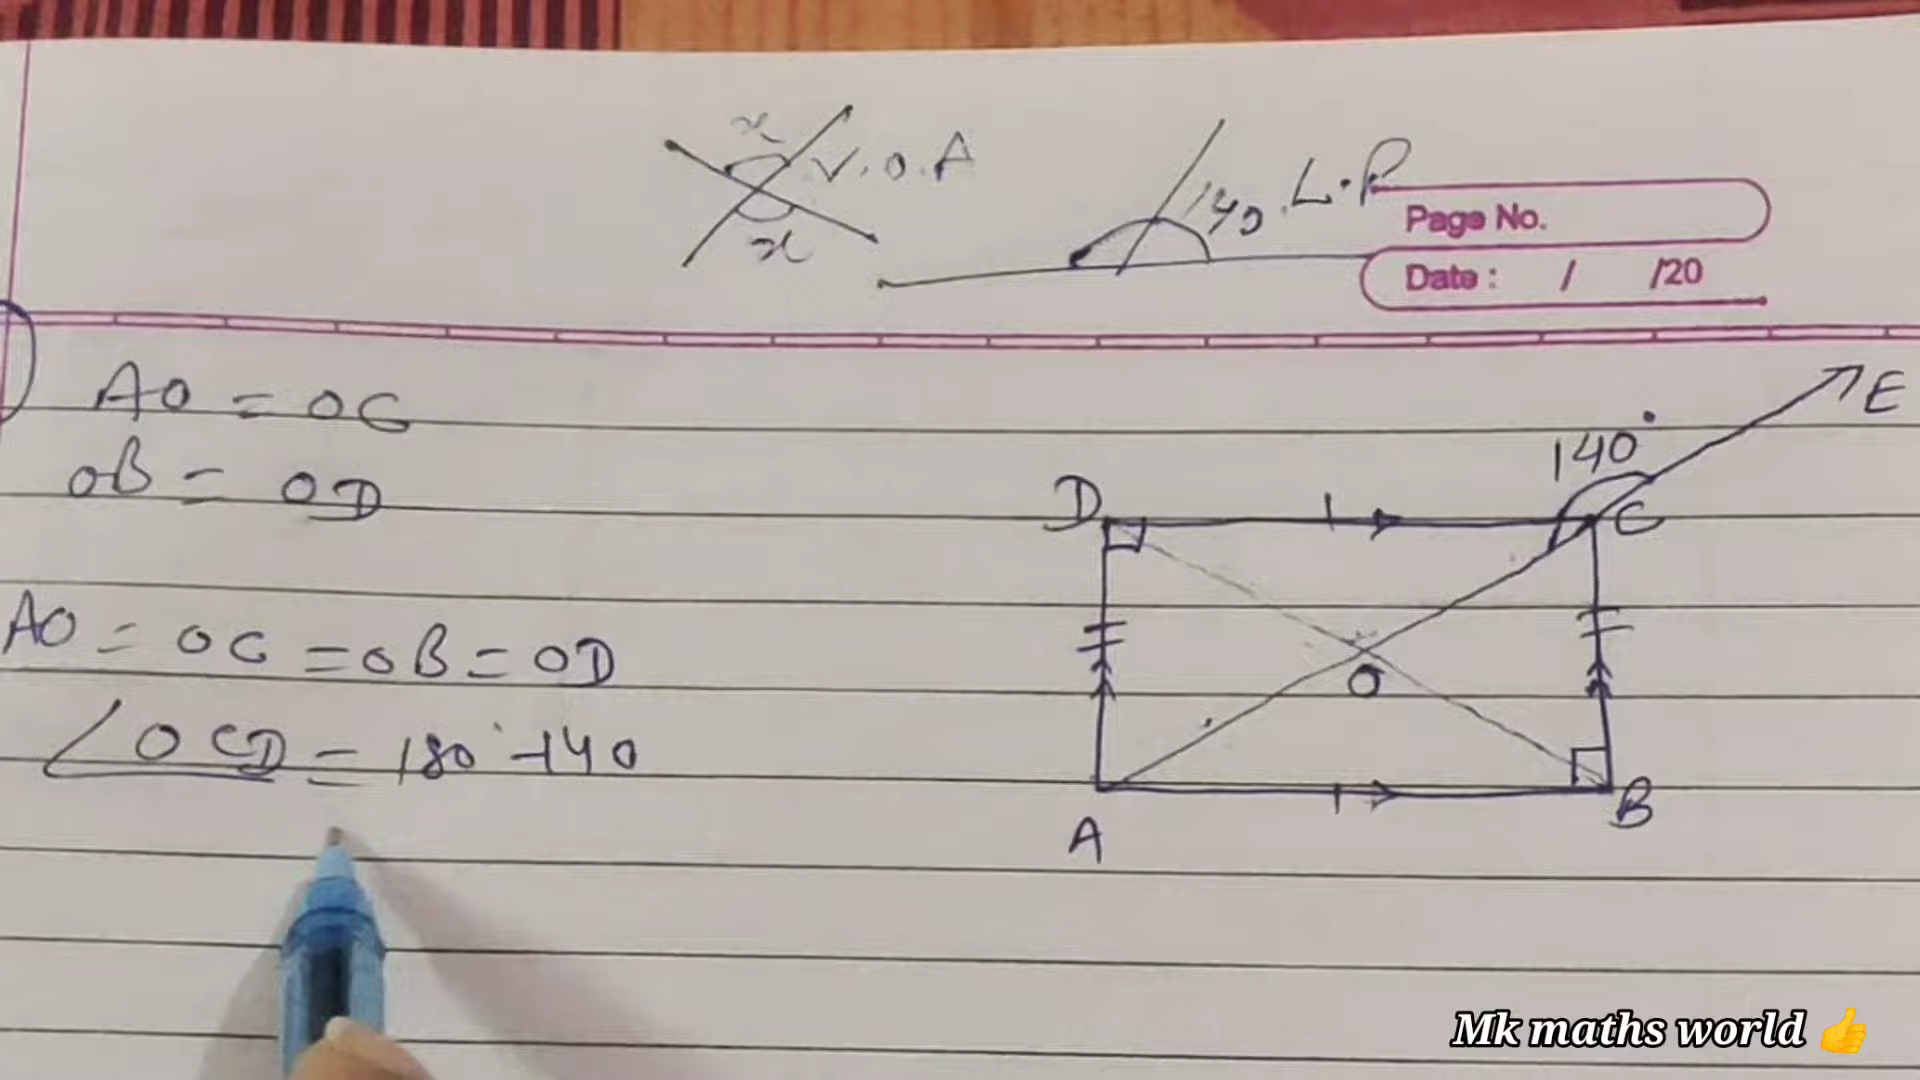 x V.O.A
x
140 L.P
Page No.
Date : / /20
AO = OC
OB = OD
AO = OC = OB = OD
∠OCD = 180° - 140
140°
E
D
C
O
A
B
Mk maths world 👍